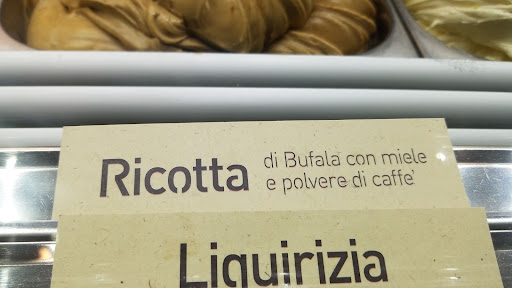 Ricotta di Bufala con miele
e polvere di caffe'
Liquirizia